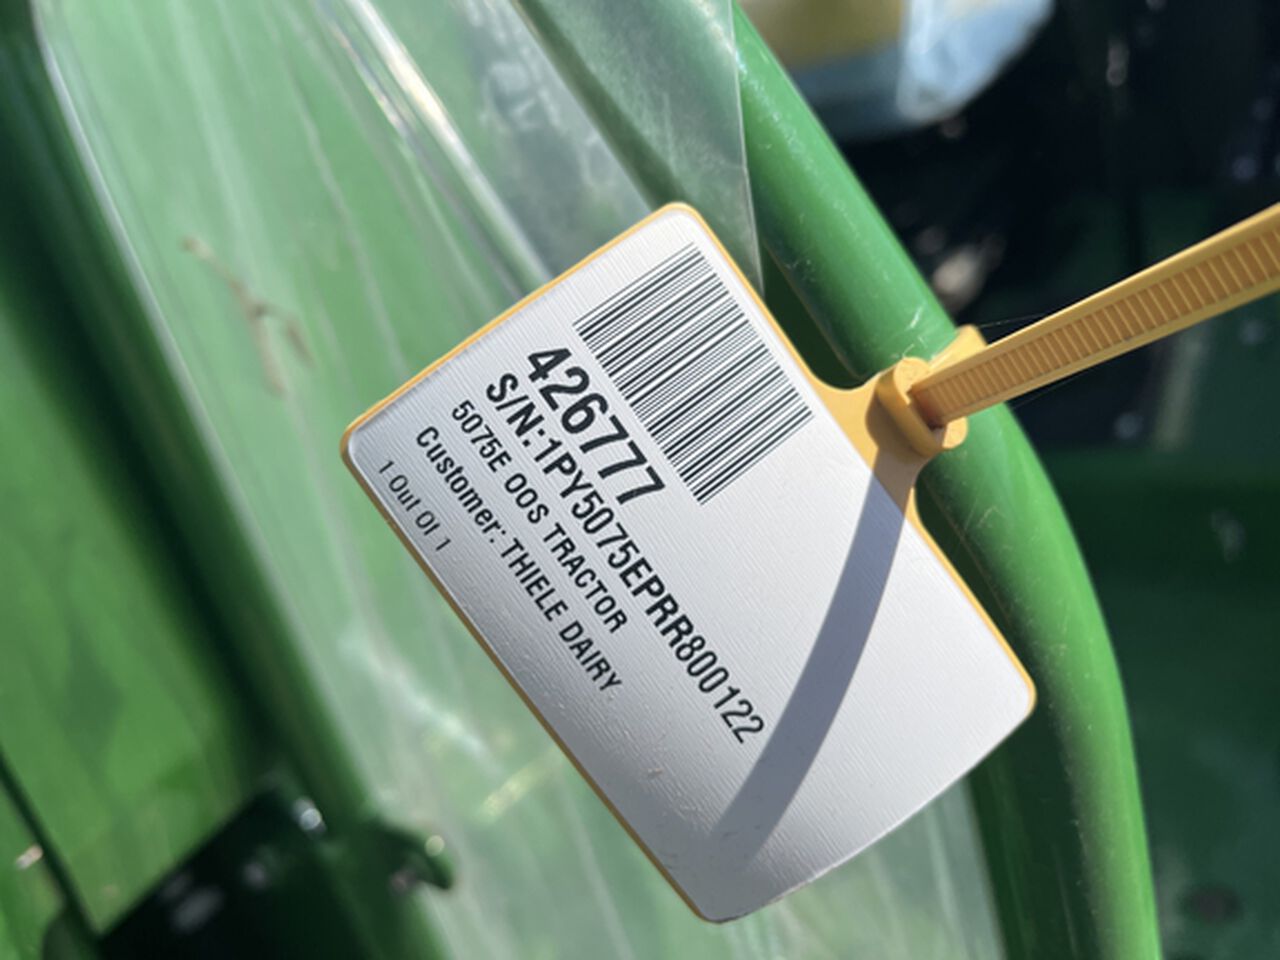 426777
S/N:1PY5075EPRR800122
5075E OOS TRACTOR
Customer: THIELE DAIRY
1 Out Of 1